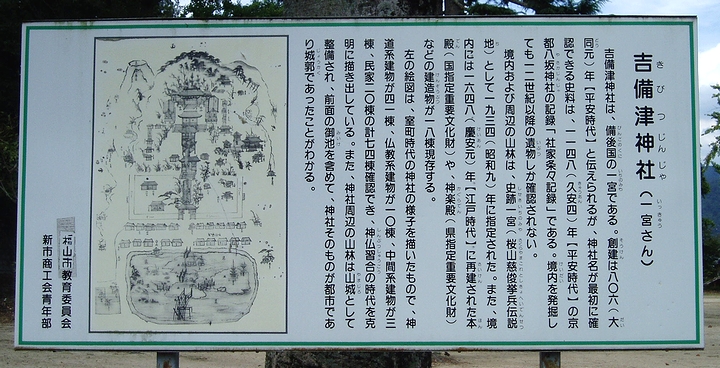 吉備津神社(一宮さん)
吉備津神社は、備後国の一宮である。創建は八〇六(大
同元)年【平安時代】と伝えられるが、神社名が最初に確
認できる史料は、一一四八(久安四)年【平安時代】の京
都八坂神社の記録「社家条々記録」である。境内を発掘し
ても一二世紀以降の遺物しか確認されない。
境内および周辺の山林は、史跡一宮(桜山慈俊挙兵伝説
地)として一九三四(昭和九)年に指定された。また、境
内には一六四八(慶安元)年【江戸時代】に再建された本
殿(国指定重要文化財)や、神楽殿(県指定重要文化財)
などの建造物が一八棟現存する。
左の絵図は、室町時代の神社の様子を描いたもので、神
道系建物が四一棟、仏教系建物が一〇棟、中間系建物が三
棟、民家二〇棟の計七四棟確認でき、神仏習合の時代を克
明に描き出している。また、神社周辺の山林は山城として
整備され、前面の御池を含めて、神社そのものが都市であ
り城郭であったことがわかる。
福山市教育委員会
新市商工会青年部